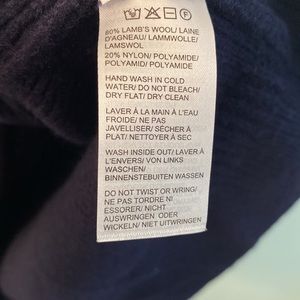 80% LAMB'S WOOL/ LAINE
D'AGNEAU/ LAMMWOLLE/
LAMSWOL
20% NYLON/ POLYAMIDE/
POLYAMID/ POLYAMIDE
HAND WASH IN COLD
WATER/ DO NOT BLEACH/
DRY FLAT/ DRY CLEAN
LAVER À LA MAIN À L'EAU
FROIDE/ NE PAS
JAVELLISER/ SÉCHER À
PLAT/ NETTOYER À SEC
WASH INSIDE OUT/ LAVER À
L'ENVERS/ VON LINKS
WASCHEN/
BINNENSTEBUITEN WASSEN
DO NOT TWIST OR WRING/
NE PAS TORDRE NI
ESSORER/ NICHT
AUSWRINGEN ODER
WICKELN/ NIET UITWRINGEN